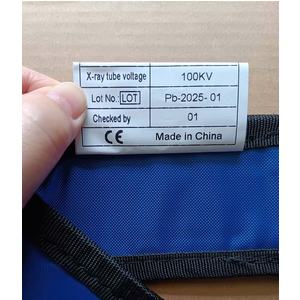 X-ray tube voltage 100KV
Lot No.: LOT Pb-2025-01
Checked by 01
CE Made in China